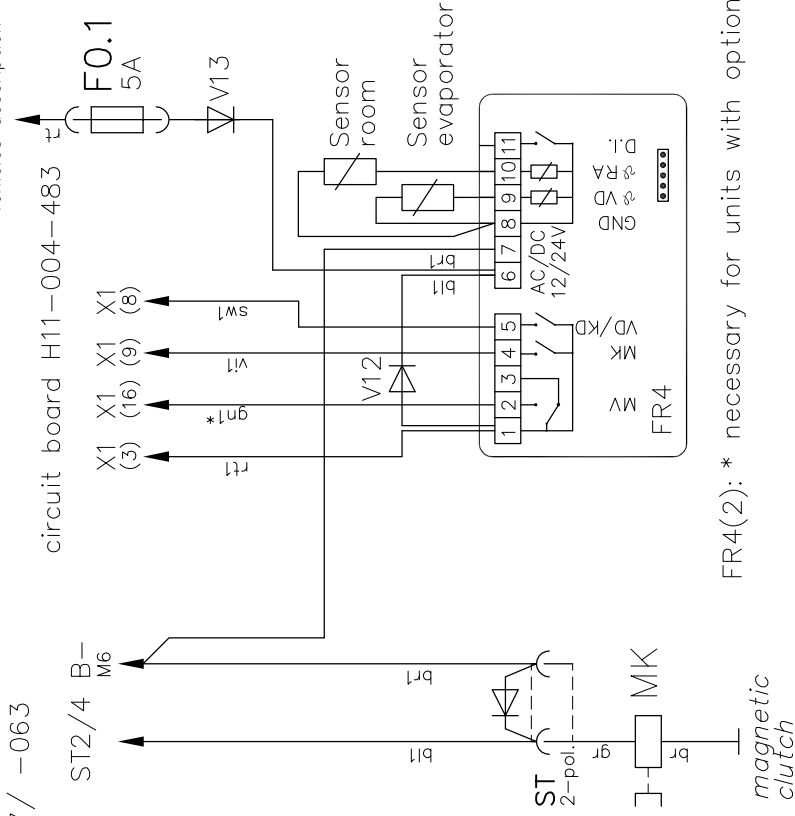 F0.1
5A
rt
V13
circuit board H11-004-483
Sensor
room
Sensor
evaporator
X1
(8)
X1
(9)
X1
(16)
X1
(3)
sw1
vi1
gn1*
rt1
V12
bl1
br1
AC/DC
12/24V
1
2
3
4
5
6
7
8
9
10
11
MV
MK
VD/KD
GND
ϑ VD
ϑ RA
D.I.
FR4
FR4(2): * necessary for units with option
/ -063
ST2/4
B-
M6
bl1
br1
ST
2-pol.
gr
br
MK
magnetic
clutch